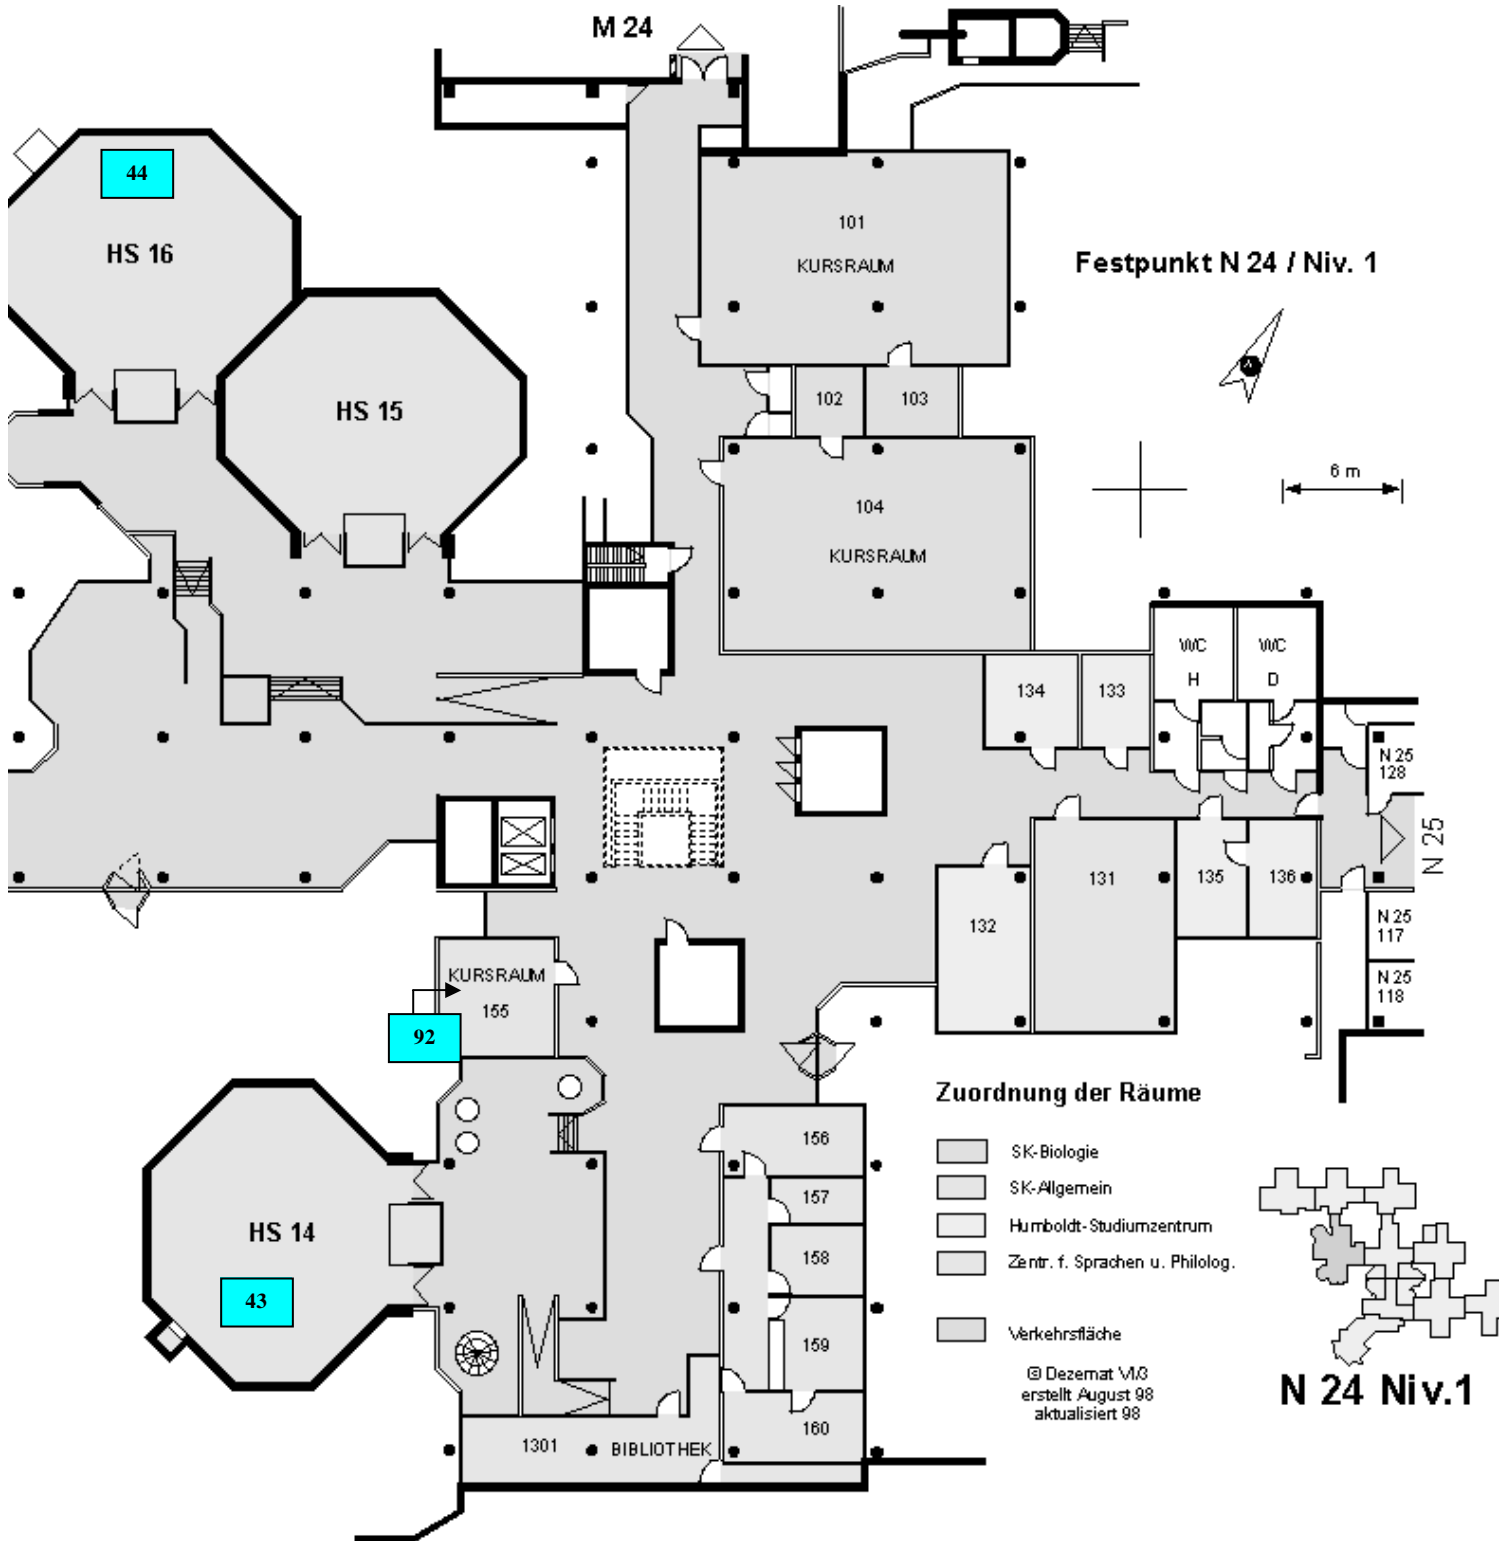 M 24
44
HS 16
101
KURSRAUM
Festpunkt N 24 / Niv. 1
HS 15
102
103
6 m
104
KURSRAUM
WC
H
WC
D
134
133
N 25
128
N 25
131
135
136
132
N 25
117
N 25
118
KURSRAUM
155
92
Zuordnung der Räume
156
SK-Biologie
157
SK-Allgemein
HS 14
Humboldt-Studiumzentrum
158
Zentr. f. Sprachen u. Philolog.
43
159
Verkehrsfläche
@ Dezernat VI/3
erstellt August 98
aktualisiert 98
N 24 Niv.1
160
1301
BIBLIOTHEK